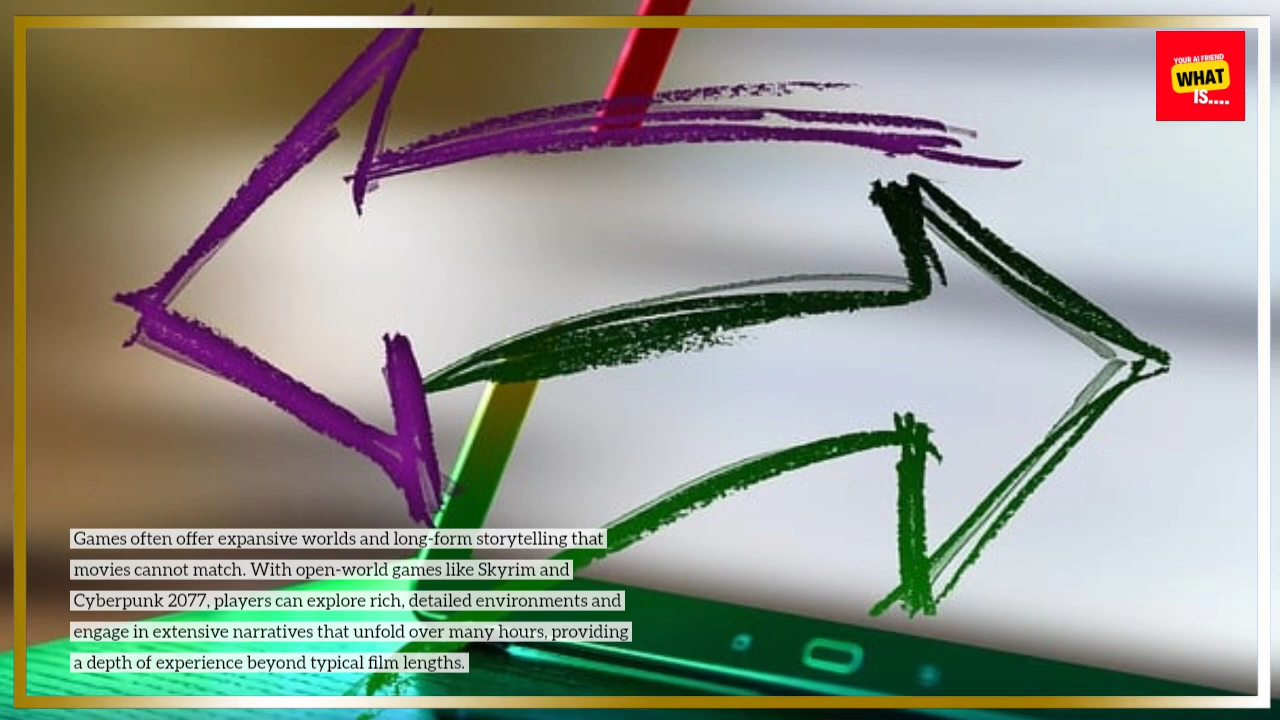 YOUR AI FRIEND
WHAT
IS....
Games often offer expansive worlds and long-form storytelling that
movies cannot match. With open-world games like Skyrim and
Cyberpunk 2077, players can explore rich, detailed environments and
engage in extensive narratives that unfold over many hours, providing
a depth of experience beyond typical film lengths.